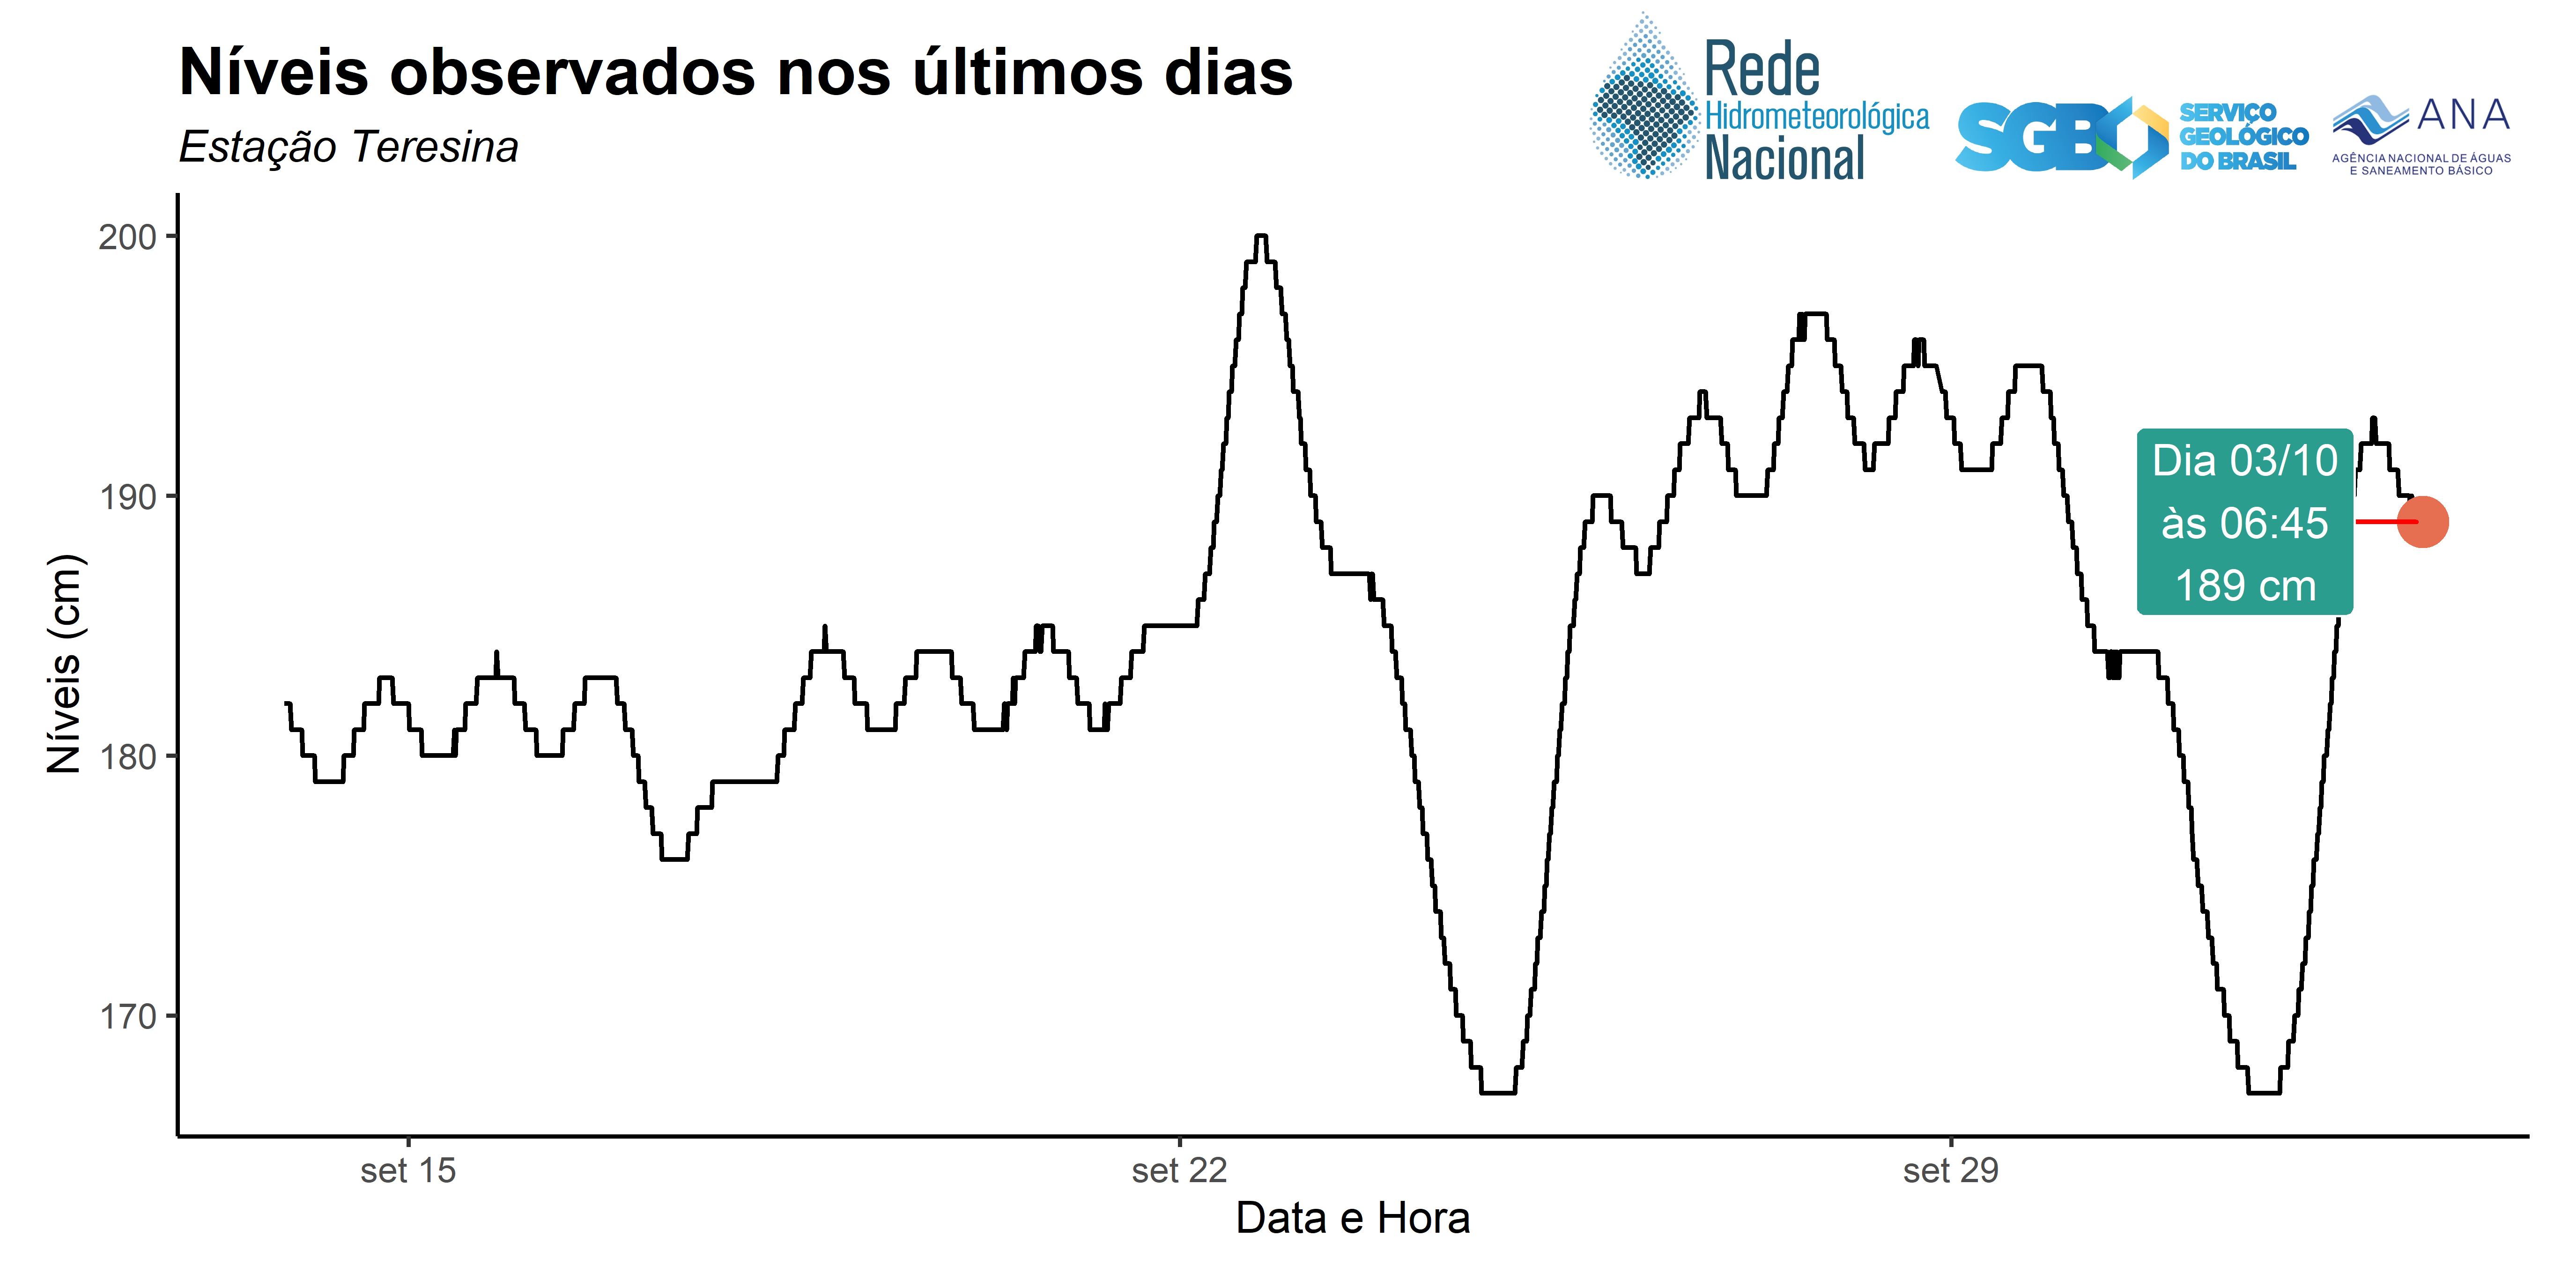 Níveis observados nos últimos dias
Estação Teresina
Rede
Hidrometeorológica
Nacional
SGB
SERVIÇO
GEOLÓGICO
DO BRASIL
ANA
AGÊNCIA NACIONAL DE ÁGUAS
E SANEAMENTO BÁSICO
Níveis (cm)
200
190
180
170
Dia 03/10
às 06:45
189 cm
set 15
set 22
set 29
Data e Hora